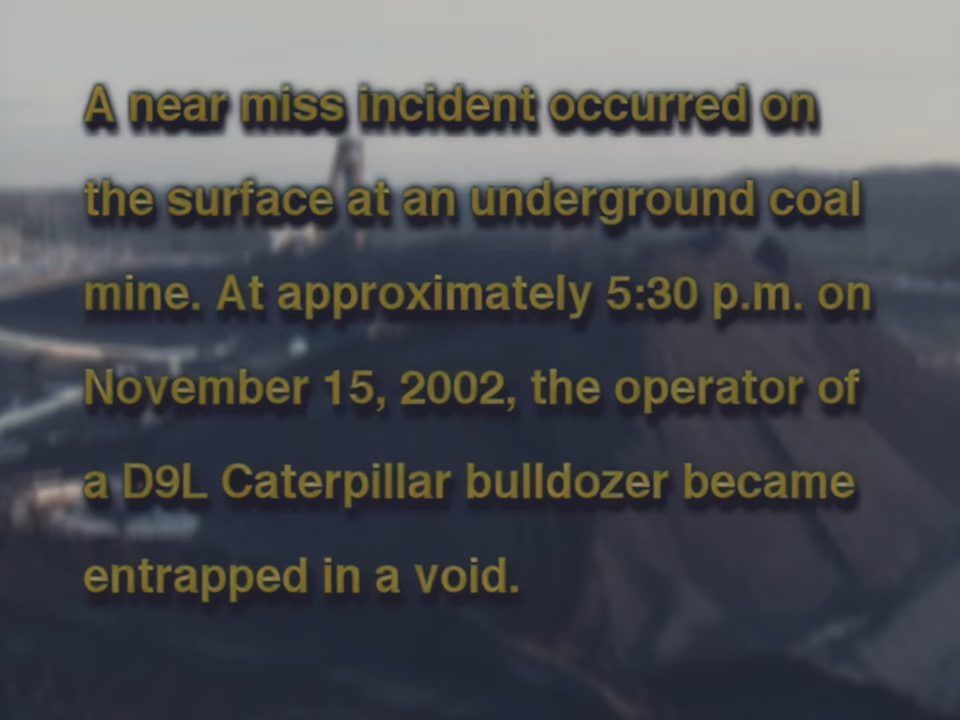 A near miss incident occurred on
the surface at an underground coal
mine. At approximately 5:30 p.m. on
November 15, 2002, the operator of
a D9L Caterpillar bulldozer became
entrapped in a void.